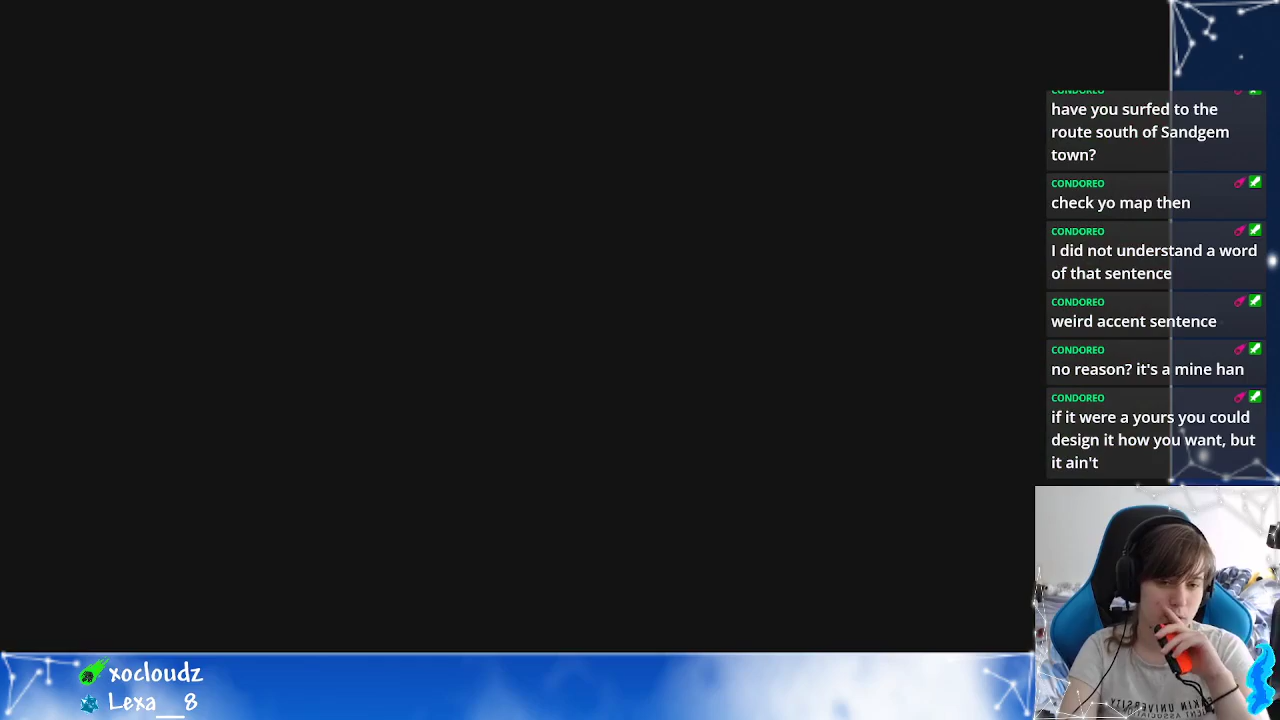 CONDOREO
have you surfed to the
route south of Sandgem
town?
CONDOREO
check yo map then
CONDOREO
I did not understand a word
of that sentence
CONDOREO
weird accent sentence
CONDOREO
no reason? it's a mine han
CONDOREO
if it were a yours you could
design it how you want, but
it ain't
xocloudz
Lexa__8